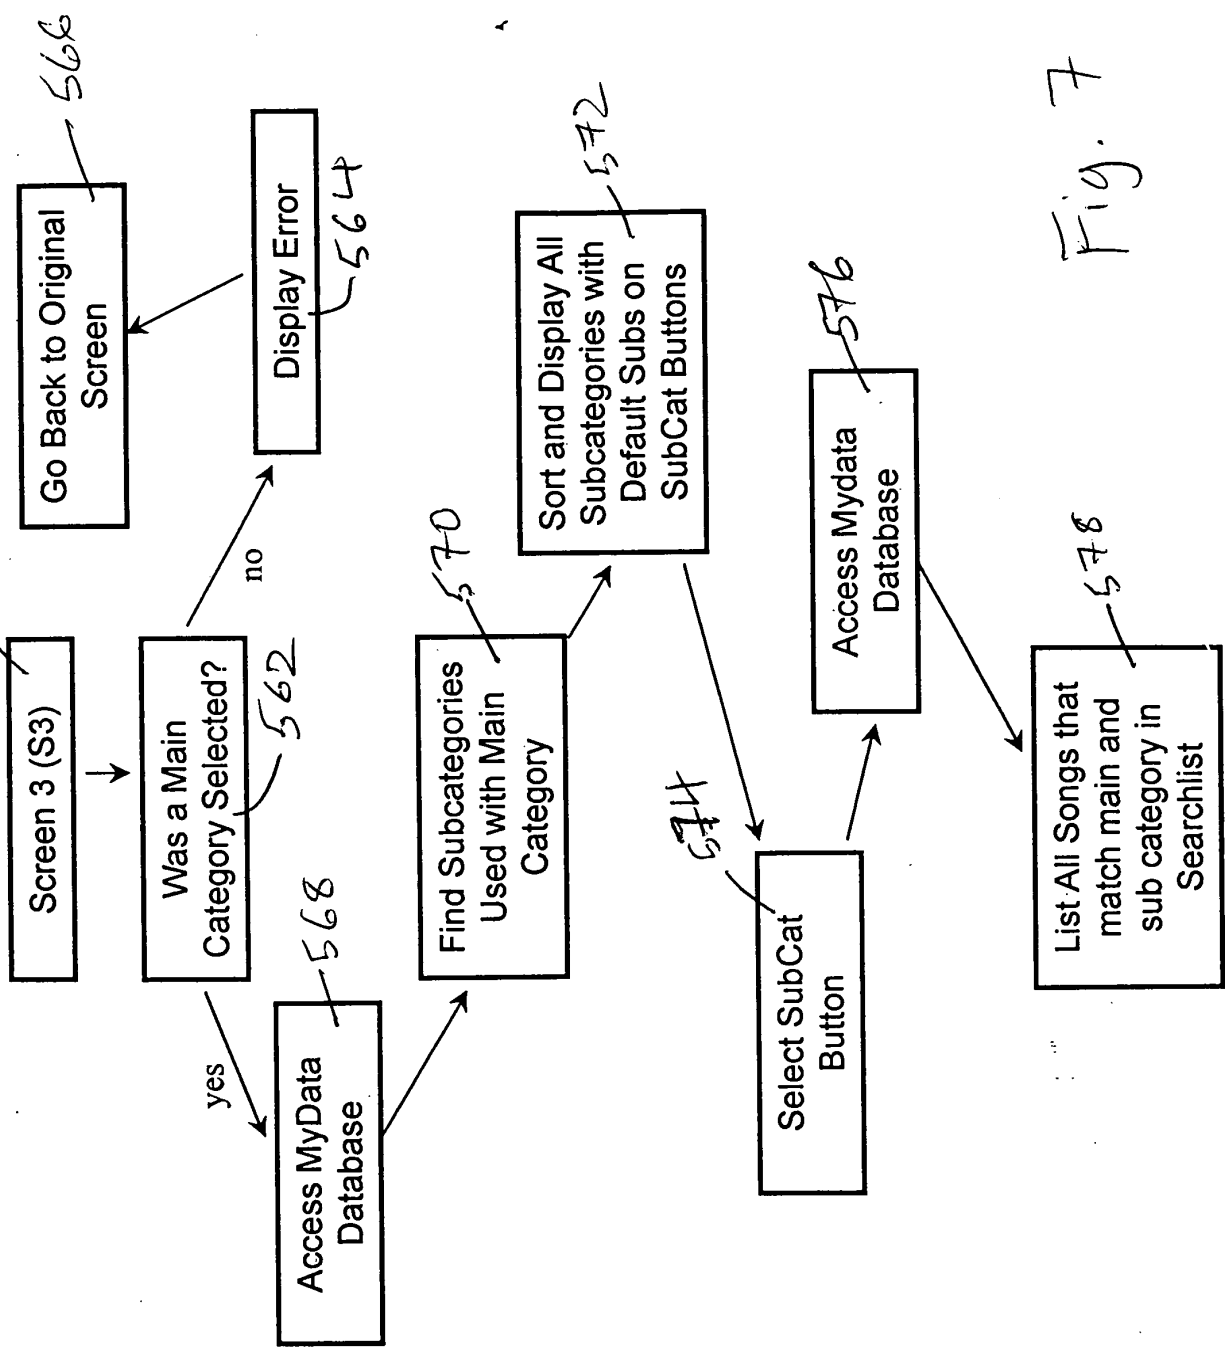 Screen 3 (S3)
Was a Main
Category Selected?
562
no
Display Error
564
Go Back to Original
Screen
566
yes
Access MyData
Database
568
Find Subcategories
Used with Main
Category
570
Sort and Display All
Subcategories with
Default Subs on
SubCat Buttons
572
Select SubCat
Button
574
Access Mydata
Database
576
List All Songs that
match main and
sub category in
Searchlist
578
Fig. 7